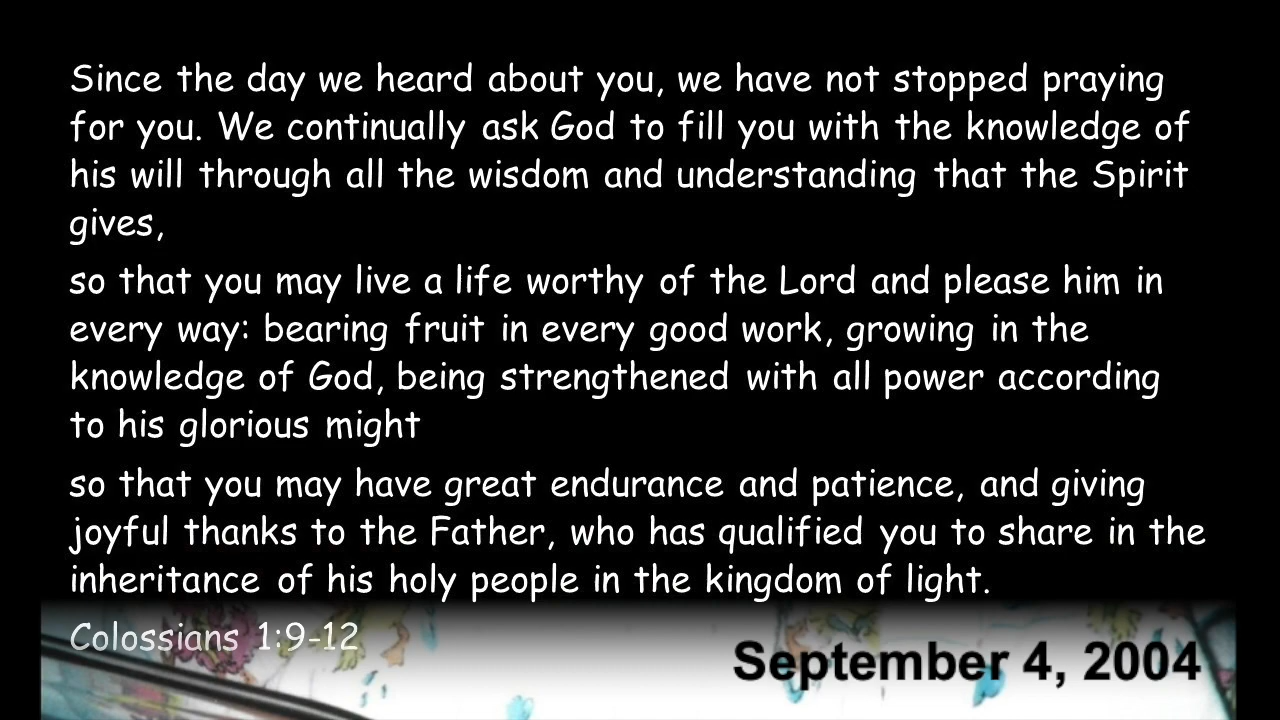 Since the day we heard about you, we have not stopped praying
for you. We continually ask God to fill you with the knowledge of
his will through all the wisdom and understanding that the Spirit
gives,
so that you may live a life worthy of the Lord and please him in
every way: bearing fruit in every good work, growing in the
knowledge of God, being strengthened with all power according
to his glorious might
so that you may have great endurance and patience, and giving
joyful thanks to the Father, who has qualified you to share in the
inheritance of his holy people in the kingdom of light.
Colossians 1:9-12
September 4, 2004